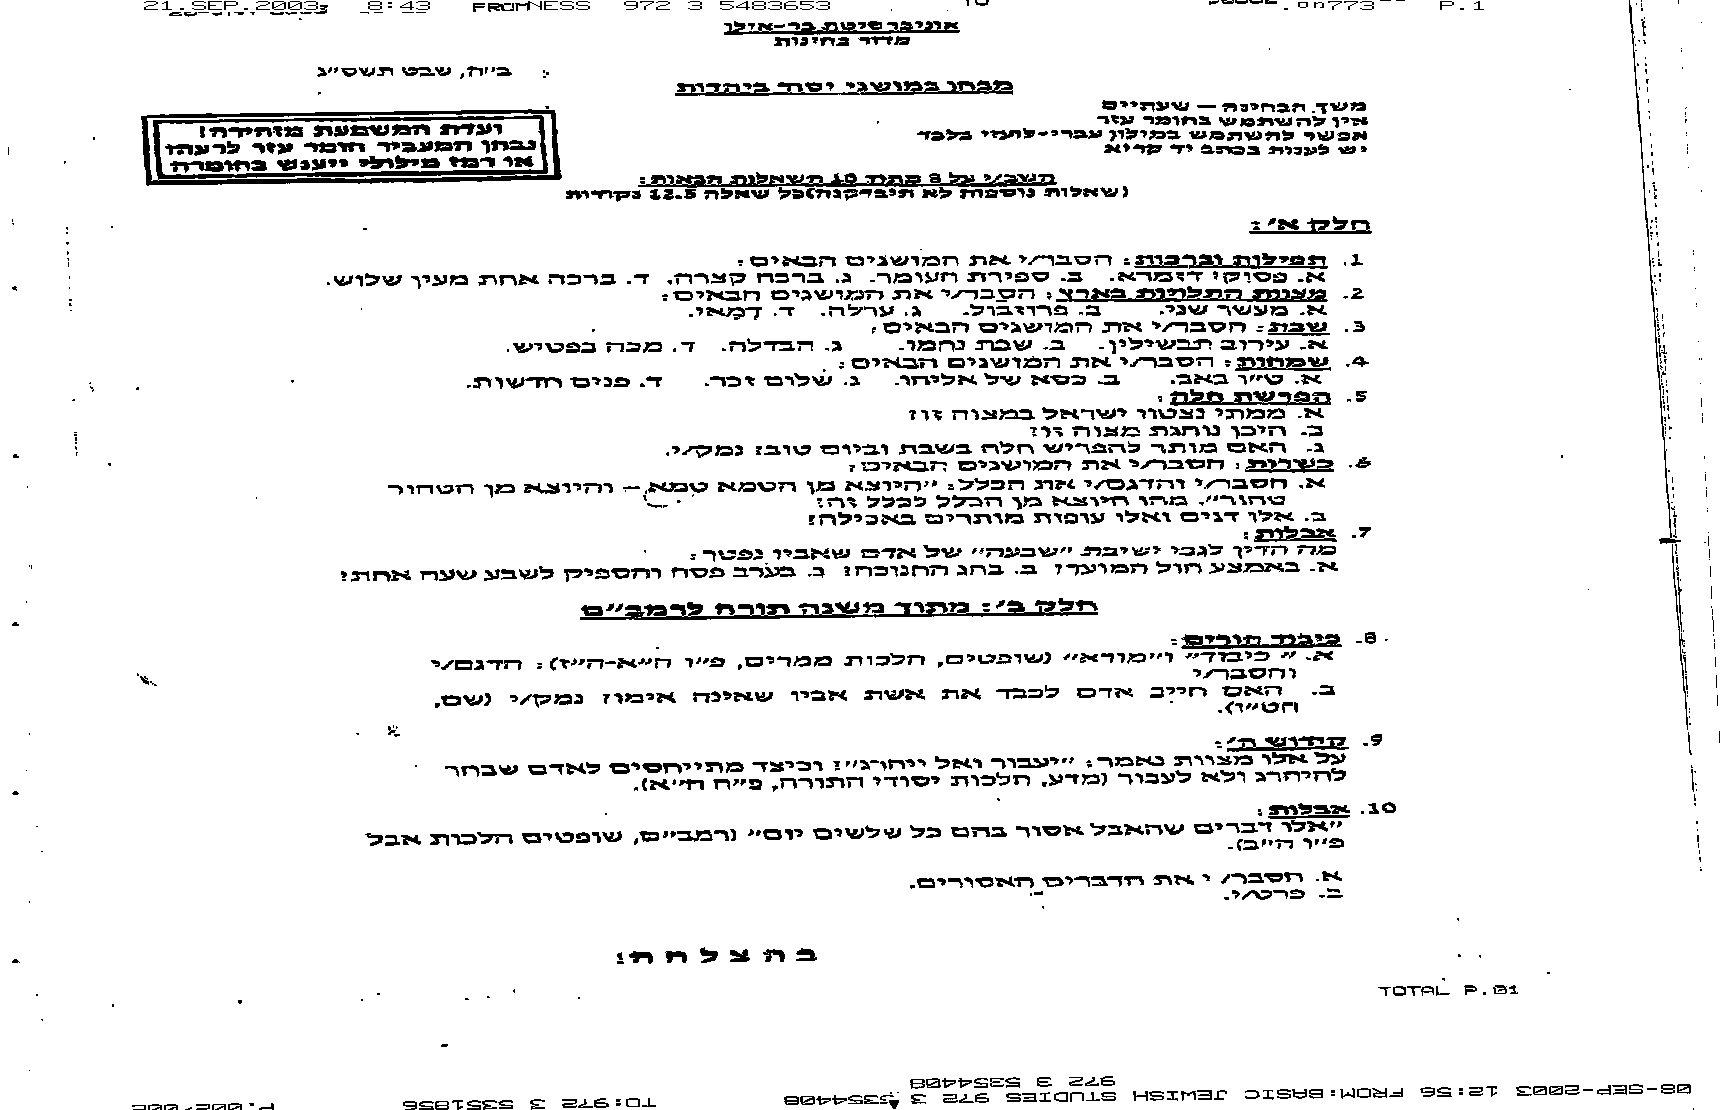 21.SEP.2003 8:43 FROMNESS 972 3 5483653 P.1
אוניברסיטת בר-אילן
מדור בחינות
ב״ה, שבט תשס״ג
מבחן במושגי יסוד ביהדות
משך הבחינה – שעתיים
אין להשתמש בחומר עזר
אפשר להשתמש במילון עברי-לועזי בלבד
יש לענות בכתב יד קריא
ועדת המשמעת מזהירה!
נבחן המעביר חומר עזר לרעהו
או רמז מילולי ייענש בחומרה
השב/י על 8 מתוך 10 השאלות הבאות:
(שאלות נוספות לא תיבדקנה) כל שאלה 12.5 נקודות
חלק א׳:
1. תפילות וברכות: הסבר/י את המושגים הבאים:
א. פסוקי דזמרא. ב. ספירת העומר. ג. ברכה קצרה. ד. ברכה אחת מעין שלוש.
2. מצוות התלויות בארץ: הסבר/י את המושגים הבאים:
א. מעשר שני. ב. פרוזבול. ג. ערלה. ד. דמאי.
3. שבת: הסבר/י את המושגים הבאים:
א. עירוב תבשילין. ב. שבת נחמו. ג. הבדלה. ד. מכה בפטיש.
4. שמחות: הסבר/י את המושגים הבאים:
א. ט״ו באב. ב. כסא של אליהו. ג. שלום זכר. ד. פנים חדשות.
5. הפרשת חלה:
א. ממתי נצטוו ישראל במצוה זו?
ב. היכן נוהגת מצוה זו?
ג. האם מותר להפריש חלה בשבת וביום טוב? נמק/י.
6. כשרות: הסבר/י את המושגים הבאים:
א. הסבר/י והדגם/י את הכלל: ״היוצא מן הטמא טמא – והיוצא מן הטהור
טהור״. מהו היוצא מן הכלל לכלל זה?
ב. אלו דגים ואלו עופות מותרים באכילה?
7. אבלות:
מה הדין לגבי ישיבת ״שבעה״ של אדם שאביו נפטר:
א. באמצע חול המועד? ב. בחג החנוכה? ג. בערב פסח והספיק לשבע שעה אחת?
חלק ב׳: מתוך משנה תורה לרמב״ם
8. כיבוד הורים:
א. ״כיבוד״ ו״מורא״ (שופטים, הלכות ממרים, פ״ו ה״א-ה״ז): הדגם/י
והסבר/י
ב. האם חייב אדם לכבד את אשת אביו שאינה אימו? נמק/י (שם,
הט״ו).
9. קידוש ה׳:
על אלו מצוות נאמר: ״יעבור ואל ייהרג״? וכיצד מתייחסים לאדם שבחר
להיהרג ולא לעבור (מדע, הלכות יסודי התורה, פ״ה ה״א).
10. אבלות:
״אלו דברים שהאבל אסור בהם כל שלשים יום״ (רמב״ם, שופטים הלכות אבל
פ״ו ה״ב).
א. הסבר/י את הדברים האסורים.
ב. פרט/י.
בהצלחה!
TOTAL P.01
972 3 5354408
08-SEP-2003 12:56 FROM:BASIC JEWISH STUDIES 972 3 5354408 TO:972 3 5351856 P.002/002